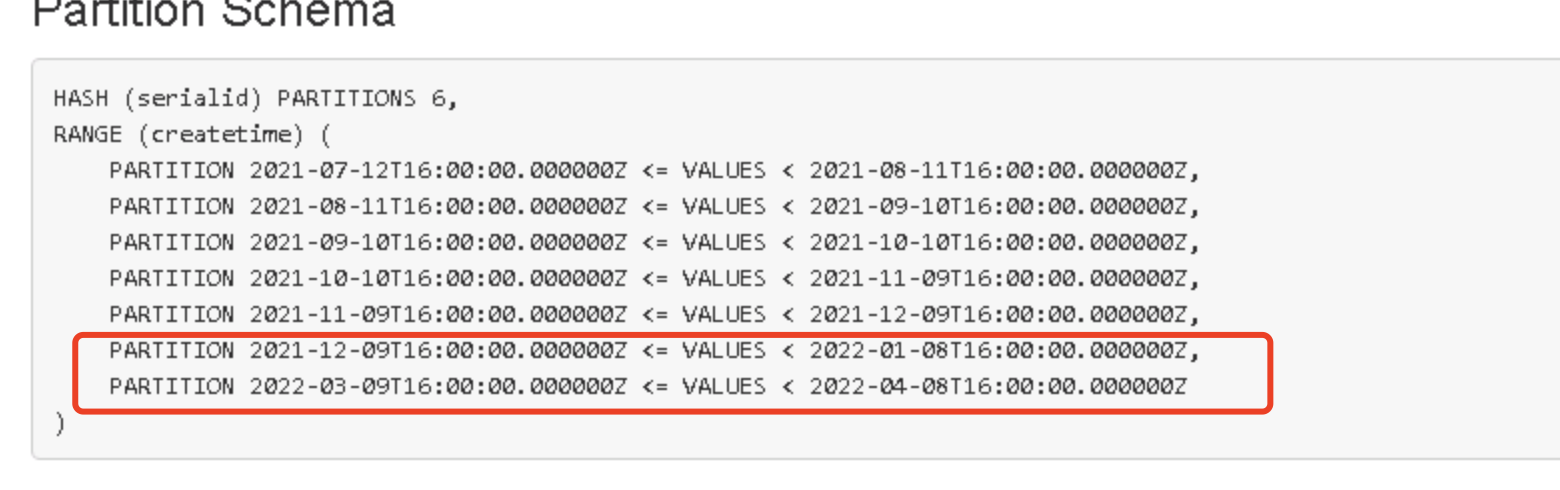 Partition Schema
HASH (serialid) PARTITIONS 6,
RANGE (createtime) (
PARTITION 2021-07-12T16:00:00.000000Z <= VALUES < 2021-08-11T16:00:00.000000Z,
PARTITION 2021-08-11T16:00:00.000000Z <= VALUES < 2021-09-10T16:00:00.000000Z,
PARTITION 2021-09-10T16:00:00.000000Z <= VALUES < 2021-10-10T16:00:00.000000Z,
PARTITION 2021-10-10T16:00:00.000000Z <= VALUES < 2021-11-09T16:00:00.000000Z,
PARTITION 2021-11-09T16:00:00.000000Z <= VALUES < 2021-12-09T16:00:00.000000Z,
PARTITION 2021-12-09T16:00:00.000000Z <= VALUES < 2022-01-08T16:00:00.000000Z,
PARTITION 2022-03-09T16:00:00.000000Z <= VALUES < 2022-04-08T16:00:00.000000Z
)